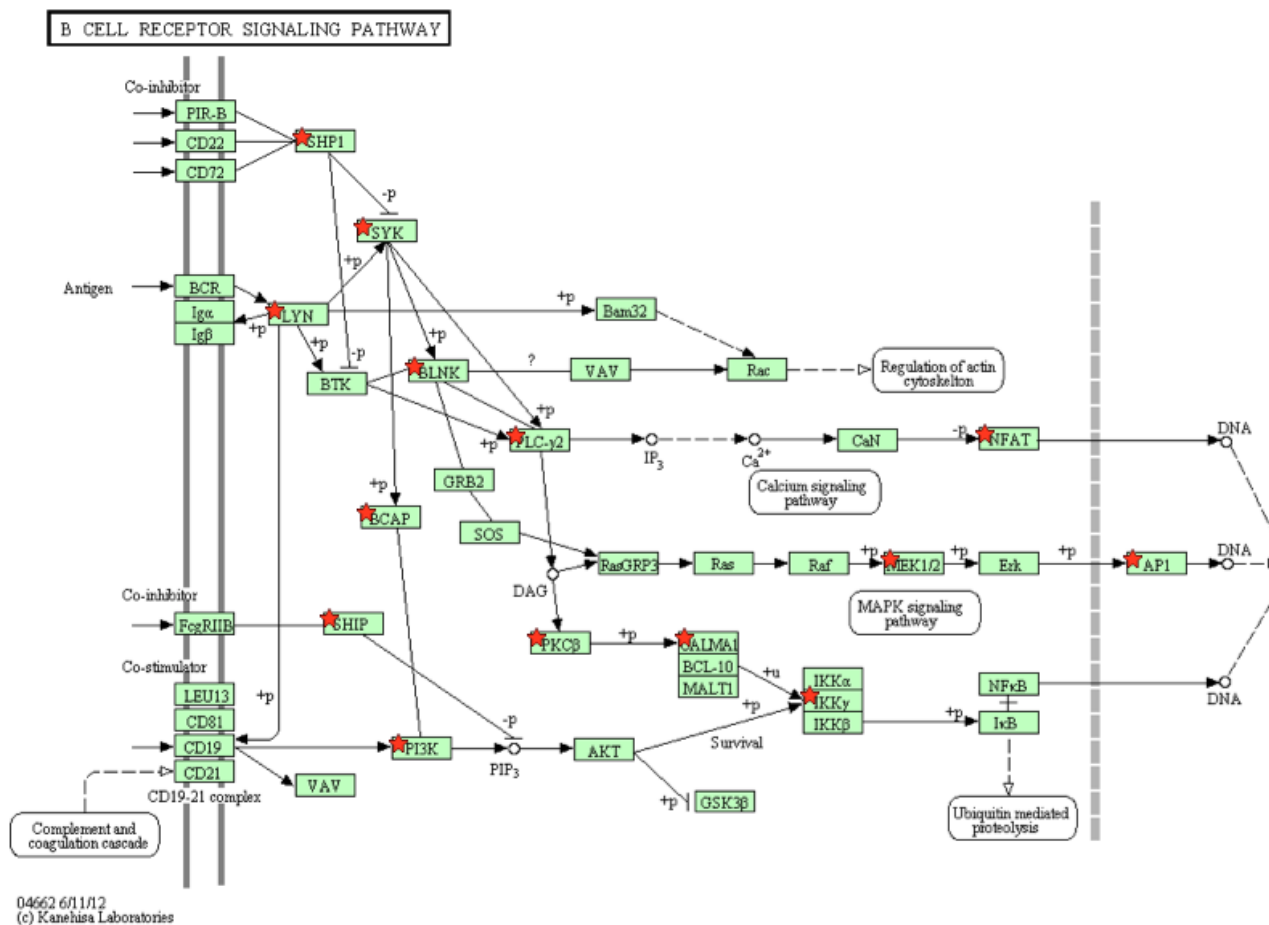 B CELL RECEPTOR SIGNALING PATHWAY
Co-inhibitor
PIR-B
CD22
SHP1
CD72
-p
SYK
+p
Antigen
BCR
+p
Bam32
Igα
LYN
+p
Igβ
+p
-p
+p
BTK
BLNK
?
VAV
Rac
Regulation of actin
cytoskelton
+p
+p
PLC-γ2
IP3
Ca2+
CaN
-p
NFAT
DNA
GRB2
Calcium signaling
pathway
+p
BCAP
SOS
DAG
RasGRP3
Ras
Raf
+p
MEK1/2
+p
Erk
+p
AP1
DNA
MAPK signaling
pathway
Co-inhibitor
FcgRIIB
SHIP
PKCβ
+p
CALMA1
BCL-10
MALT1
+u
IKKα
IKKγ
IKKβ
+p
NFκB
DNA
+p
IκB
Co-stimulator
LEU13
+p
CD81
CD19
PI3K
-p
PIP3
AKT
Survival
CD21
VAV
+p
GSK3β
CD19-21 complex
Complement and
coagulation cascade
Ubiquitin mediated
proteolysis
04662 6/11/12
(c) Kanehisa Laboratories